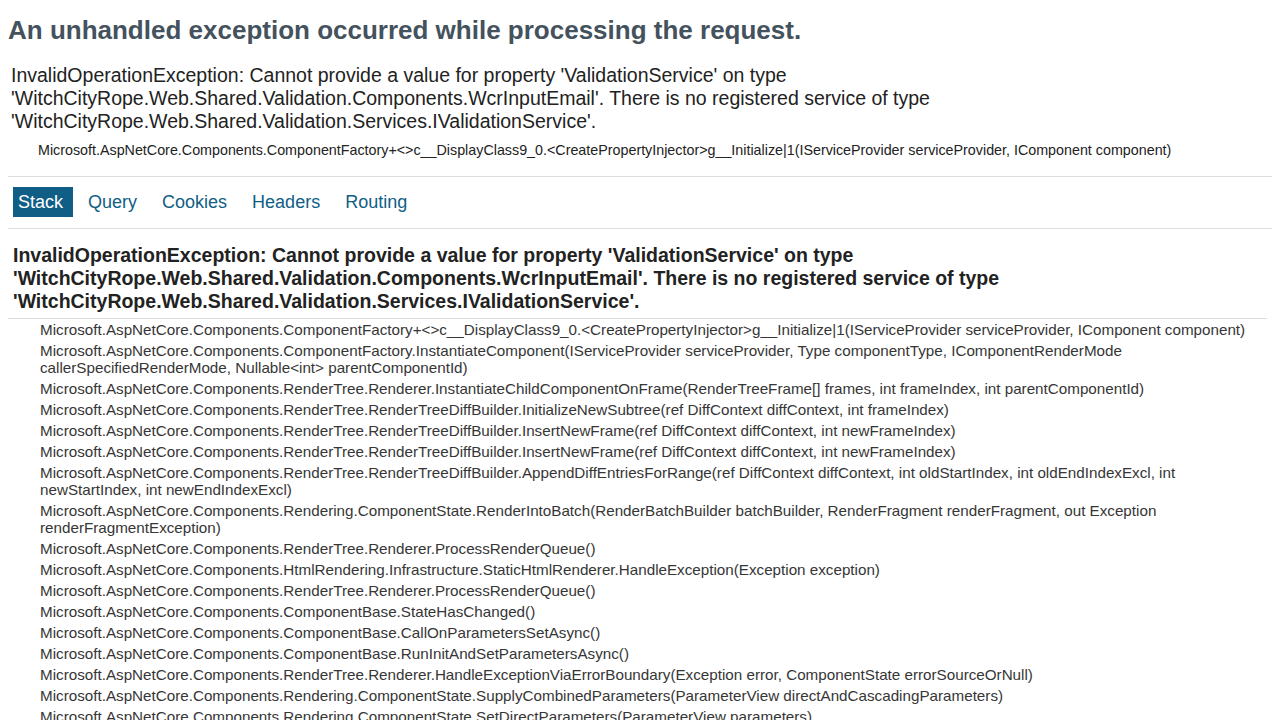 An unhandled exception occurred while processing the request.
InvalidOperationException: Cannot provide a value for property 'ValidationService' on type
'WitchCityRope.Web.Shared.Validation.Components.WcrInputEmail'. There is no registered service of type
'WitchCityRope.Web.Shared.Validation.Services.IValidationService'.
Microsoft.AspNetCore.Components.ComponentFactory+<>c__DisplayClass9_0.<CreatePropertyInjector>g__Initialize|1(IServiceProvider serviceProvider, IComponent component)
Stack Query Cookies Headers Routing
InvalidOperationException: Cannot provide a value for property 'ValidationService' on type
'WitchCityRope.Web.Shared.Validation.Components.WcrInputEmail'. There is no registered service of type
'WitchCityRope.Web.Shared.Validation.Services.IValidationService'.
Microsoft.AspNetCore.Components.ComponentFactory+<>c__DisplayClass9_0.<CreatePropertyInjector>g__Initialize|1(IServiceProvider serviceProvider, IComponent component)
Microsoft.AspNetCore.Components.ComponentFactory.InstantiateComponent(IServiceProvider serviceProvider, Type componentType, IComponentRenderMode
callerSpecifiedRenderMode, Nullable<int> parentComponentId)
Microsoft.AspNetCore.Components.RenderTree.Renderer.InstantiateChildComponentOnFrame(RenderTreeFrame[] frames, int frameIndex, int parentComponentId)
Microsoft.AspNetCore.Components.RenderTree.RenderTreeDiffBuilder.InitializeNewSubtree(ref DiffContext diffContext, int frameIndex)
Microsoft.AspNetCore.Components.RenderTree.RenderTreeDiffBuilder.InsertNewFrame(ref DiffContext diffContext, int newFrameIndex)
Microsoft.AspNetCore.Components.RenderTree.RenderTreeDiffBuilder.InsertNewFrame(ref DiffContext diffContext, int newFrameIndex)
Microsoft.AspNetCore.Components.RenderTree.RenderTreeDiffBuilder.AppendDiffEntriesForRange(ref DiffContext diffContext, int oldStartIndex, int oldEndIndexExcl, int
newStartIndex, int newEndIndexExcl)
Microsoft.AspNetCore.Components.Rendering.ComponentState.RenderIntoBatch(RenderBatchBuilder batchBuilder, RenderFragment renderFragment, out Exception
renderFragmentException)
Microsoft.AspNetCore.Components.RenderTree.Renderer.ProcessRenderQueue()
Microsoft.AspNetCore.Components.HtmlRendering.Infrastructure.StaticHtmlRenderer.HandleException(Exception exception)
Microsoft.AspNetCore.Components.RenderTree.Renderer.ProcessRenderQueue()
Microsoft.AspNetCore.Components.ComponentBase.StateHasChanged()
Microsoft.AspNetCore.Components.ComponentBase.CallOnParametersSetAsync()
Microsoft.AspNetCore.Components.ComponentBase.RunInitAndSetParametersAsync()
Microsoft.AspNetCore.Components.RenderTree.Renderer.HandleExceptionViaErrorBoundary(Exception error, ComponentState errorSourceOrNull)
Microsoft.AspNetCore.Components.Rendering.ComponentState.SupplyCombinedParameters(ParameterView directAndCascadingParameters)
Microsoft.AspNetCore.Components.Rendering.ComponentState.SetDirectParameters(ParameterView parameters)